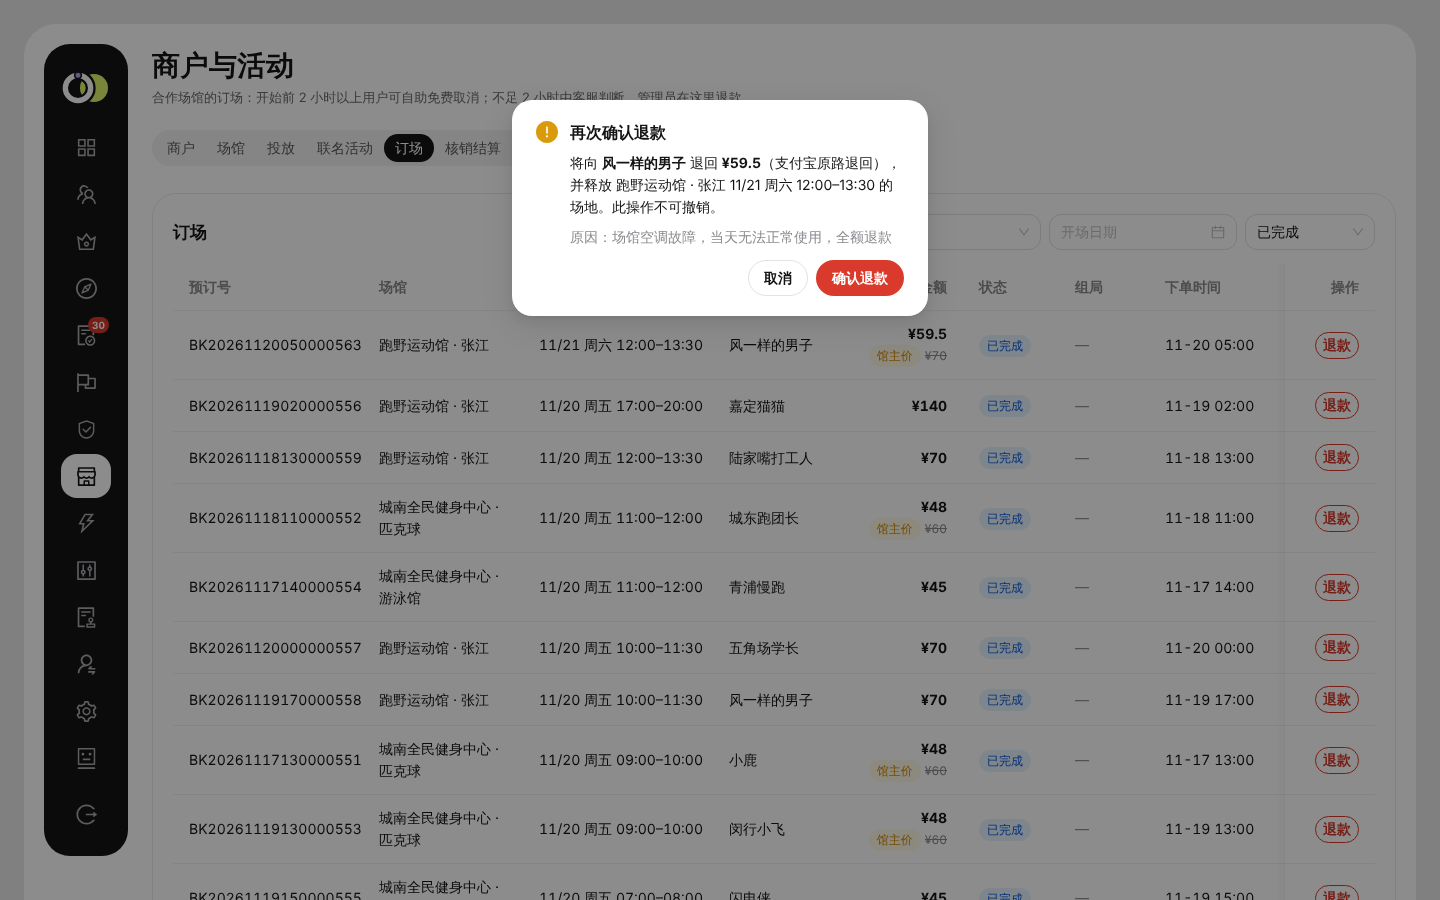 商户与活动
合作场馆的订场：开始前 2 小时以上用户可自助免费取消；不足 2 小时由客服判断，管理员在这里退款
商户 场馆 投放 联名活动 订场 核销结算
再次确认退款
将向 风一样的男子 退回 ¥59.5（支付宝原路退回），
并释放 跑野运动馆 · 张江 11/21 周六 12:00–13:30 的
场地。此操作不可撤销。
原因：场馆空调故障，当天无法正常使用，全额退款
取消 确认退款
30
订场 开场日期 已完成
预订号 场馆 金额 状态 组局 下单时间 操作
BK20261120050000563 跑野运动馆 · 张江 11/21 周六 12:00–13:30 风一样的男子 ¥59.5 馆主价 ¥70 已完成 — 11-20 05:00 退款
BK20261119020000556 跑野运动馆 · 张江 11/20 周五 17:00–20:00 嘉定猫猫 ¥140 已完成 — 11-19 02:00 退款
BK20261118130000559 跑野运动馆 · 张江 11/20 周五 12:00–13:30 陆家嘴打工人 ¥70 已完成 — 11-18 13:00 退款
BK20261118110000552 城南全民健身中心 · 匹克球 11/20 周五 11:00–12:00 城东跑团长 ¥48 馆主价 ¥60 已完成 — 11-18 11:00 退款
BK20261117140000554 城南全民健身中心 · 游泳馆 11/20 周五 11:00–12:00 青浦慢跑 ¥45 已完成 — 11-17 14:00 退款
BK20261120000000557 跑野运动馆 · 张江 11/20 周五 10:00–11:30 五角场学长 ¥70 已完成 — 11-20 00:00 退款
BK20261119170000558 跑野运动馆 · 张江 11/20 周五 10:00–11:30 风一样的男子 ¥70 已完成 — 11-19 17:00 退款
BK20261117130000551 城南全民健身中心 · 匹克球 11/20 周五 09:00–10:00 小鹿 ¥48 馆主价 ¥60 已完成 — 11-17 13:00 退款
BK20261119130000553 城南全民健身中心 · 匹克球 11/20 周五 09:00–10:00 闵行小飞 ¥48 馆主价 ¥60 已完成 — 11-19 13:00 退款
BK20261119150000555 城南全民健身中心 · 11/20 周五 07:00–08:00 闪电侠 ¥45 已完成 — 11-19 15:00 退款